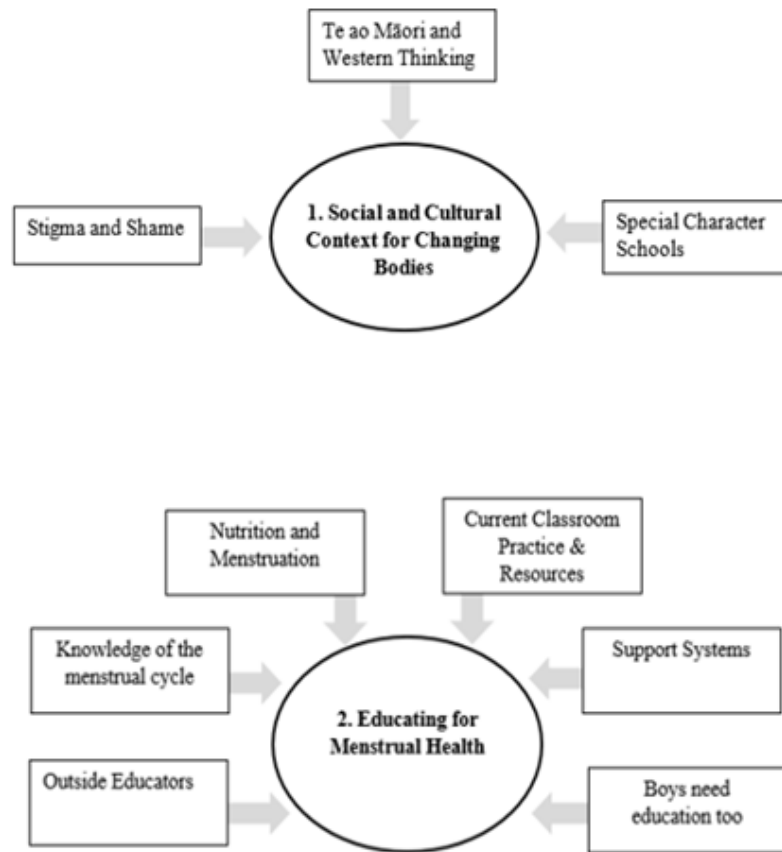 Te ao Māori and
Western Thinking
Stigma and Shame
1. Social and Cultural
Context for Changing
Bodies
Special Character
Schools
Nutrition and
Menstruation
Current Classroom
Practice &
Resources
Knowledge of the
menstrual cycle
Support Systems
2. Educating for
Menstrual Health
Outside Educators
Boys need
education too